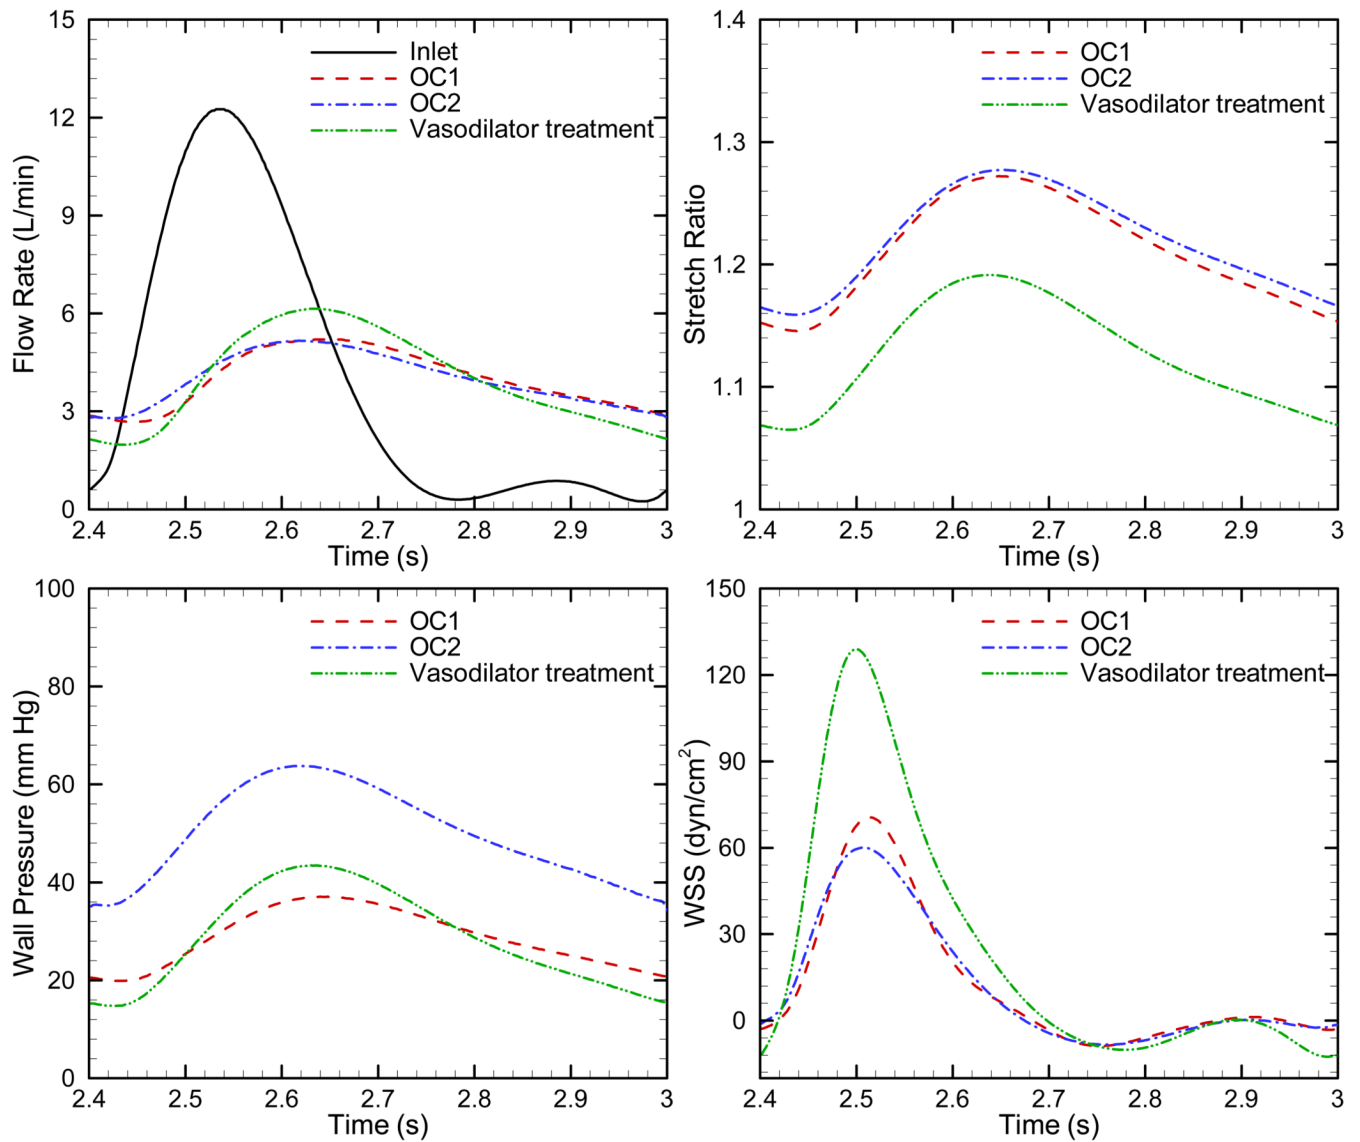 Flow Rate (L/min)
15
12
9
6
3
0
Inlet
OC1
OC2
Vasodilator treatment
2.4 2.5 2.6 2.7 2.8 2.9 3
Time (s)
Stretch Ratio
1.4
1.3
1.2
1.1
1
OC1
OC2
Vasodilator treatment
2.4 2.5 2.6 2.7 2.8 2.9 3
Time (s)
Wall Pressure (mm Hg)
100
80
60
40
20
0
OC1
OC2
Vasodilator treatment
2.4 2.5 2.6 2.7 2.8 2.9 3
Time (s)
WSS (dyn/cm²)
150
120
90
60
30
0
OC1
OC2
Vasodilator treatment
2.4 2.5 2.6 2.7 2.8 2.9 3
Time (s)